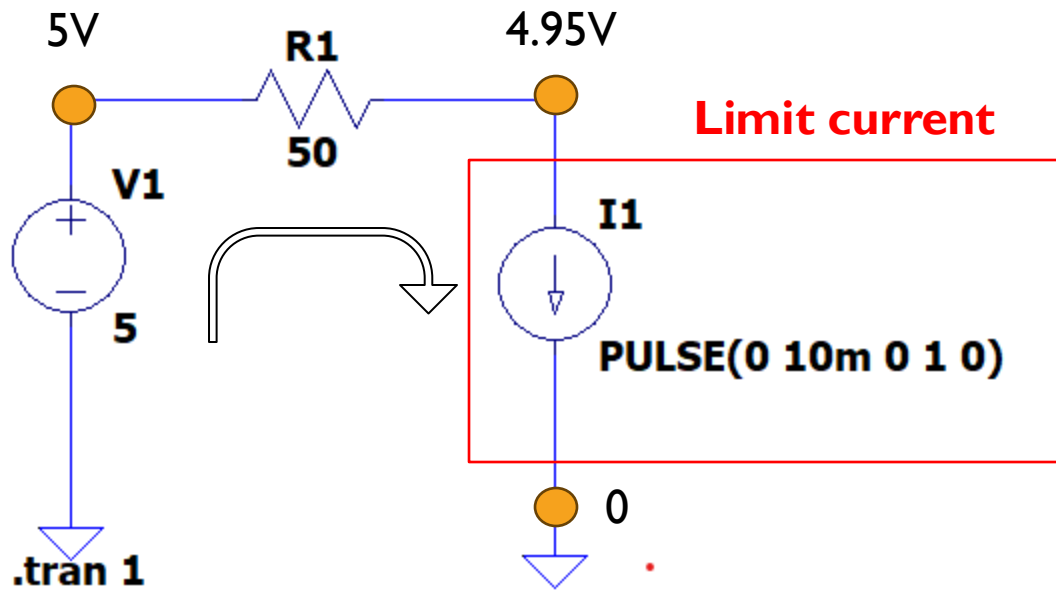 5V
4.95V
R1
50
Limit current
V1
I1
5
PULSE(0 10m 0 1 0)
0
.tran 1